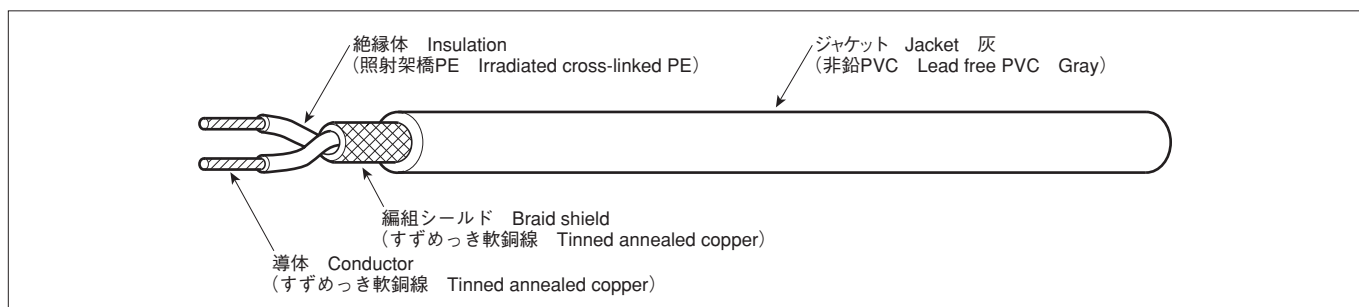 絶縁体　Insulation
（照射架橋PE　Irradiated cross-linked PE）
ジャケット　Jacket　灰
（非鉛PVC　Lead free PVC　Gray）
編組シールド　Braid shield
（すずめっき軟銅線　Tinned annealed copper）
導体　Conductor
（すずめっき軟銅線　Tinned annealed copper）